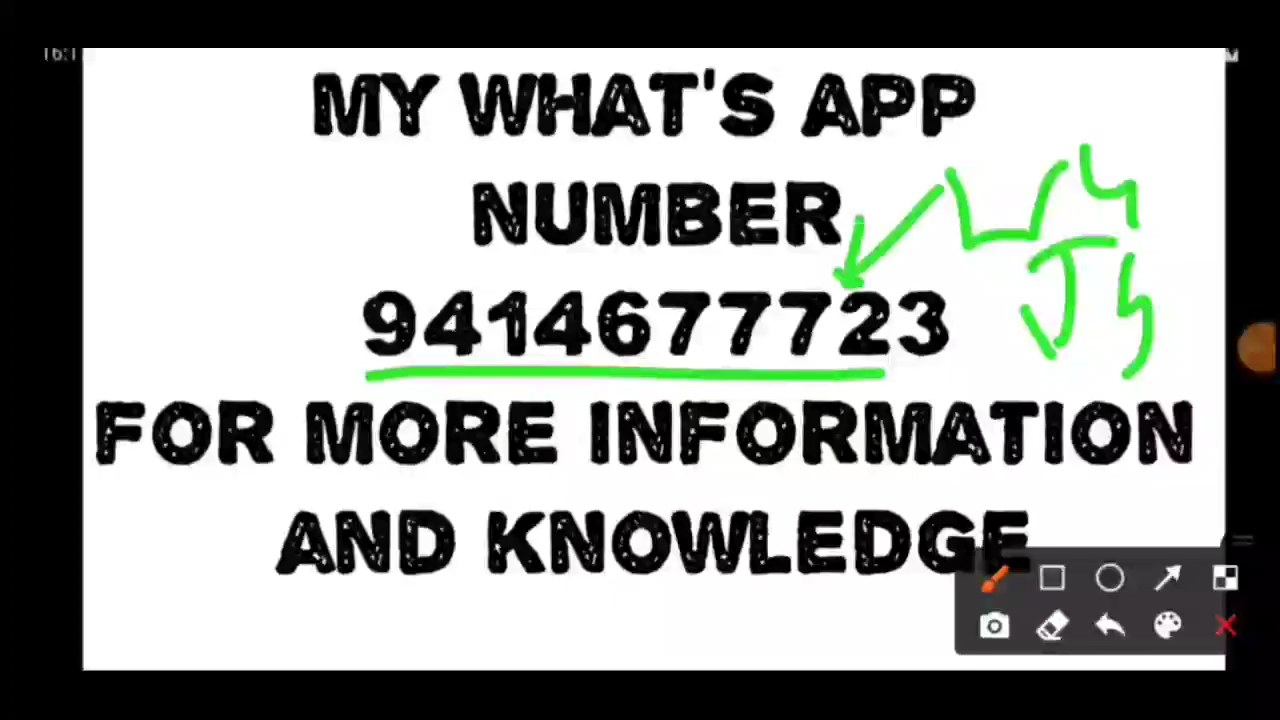 MY WHAT'S APP
NUMBER
9414677723
FOR MORE INFORMATION
AND KNOWLEDGE